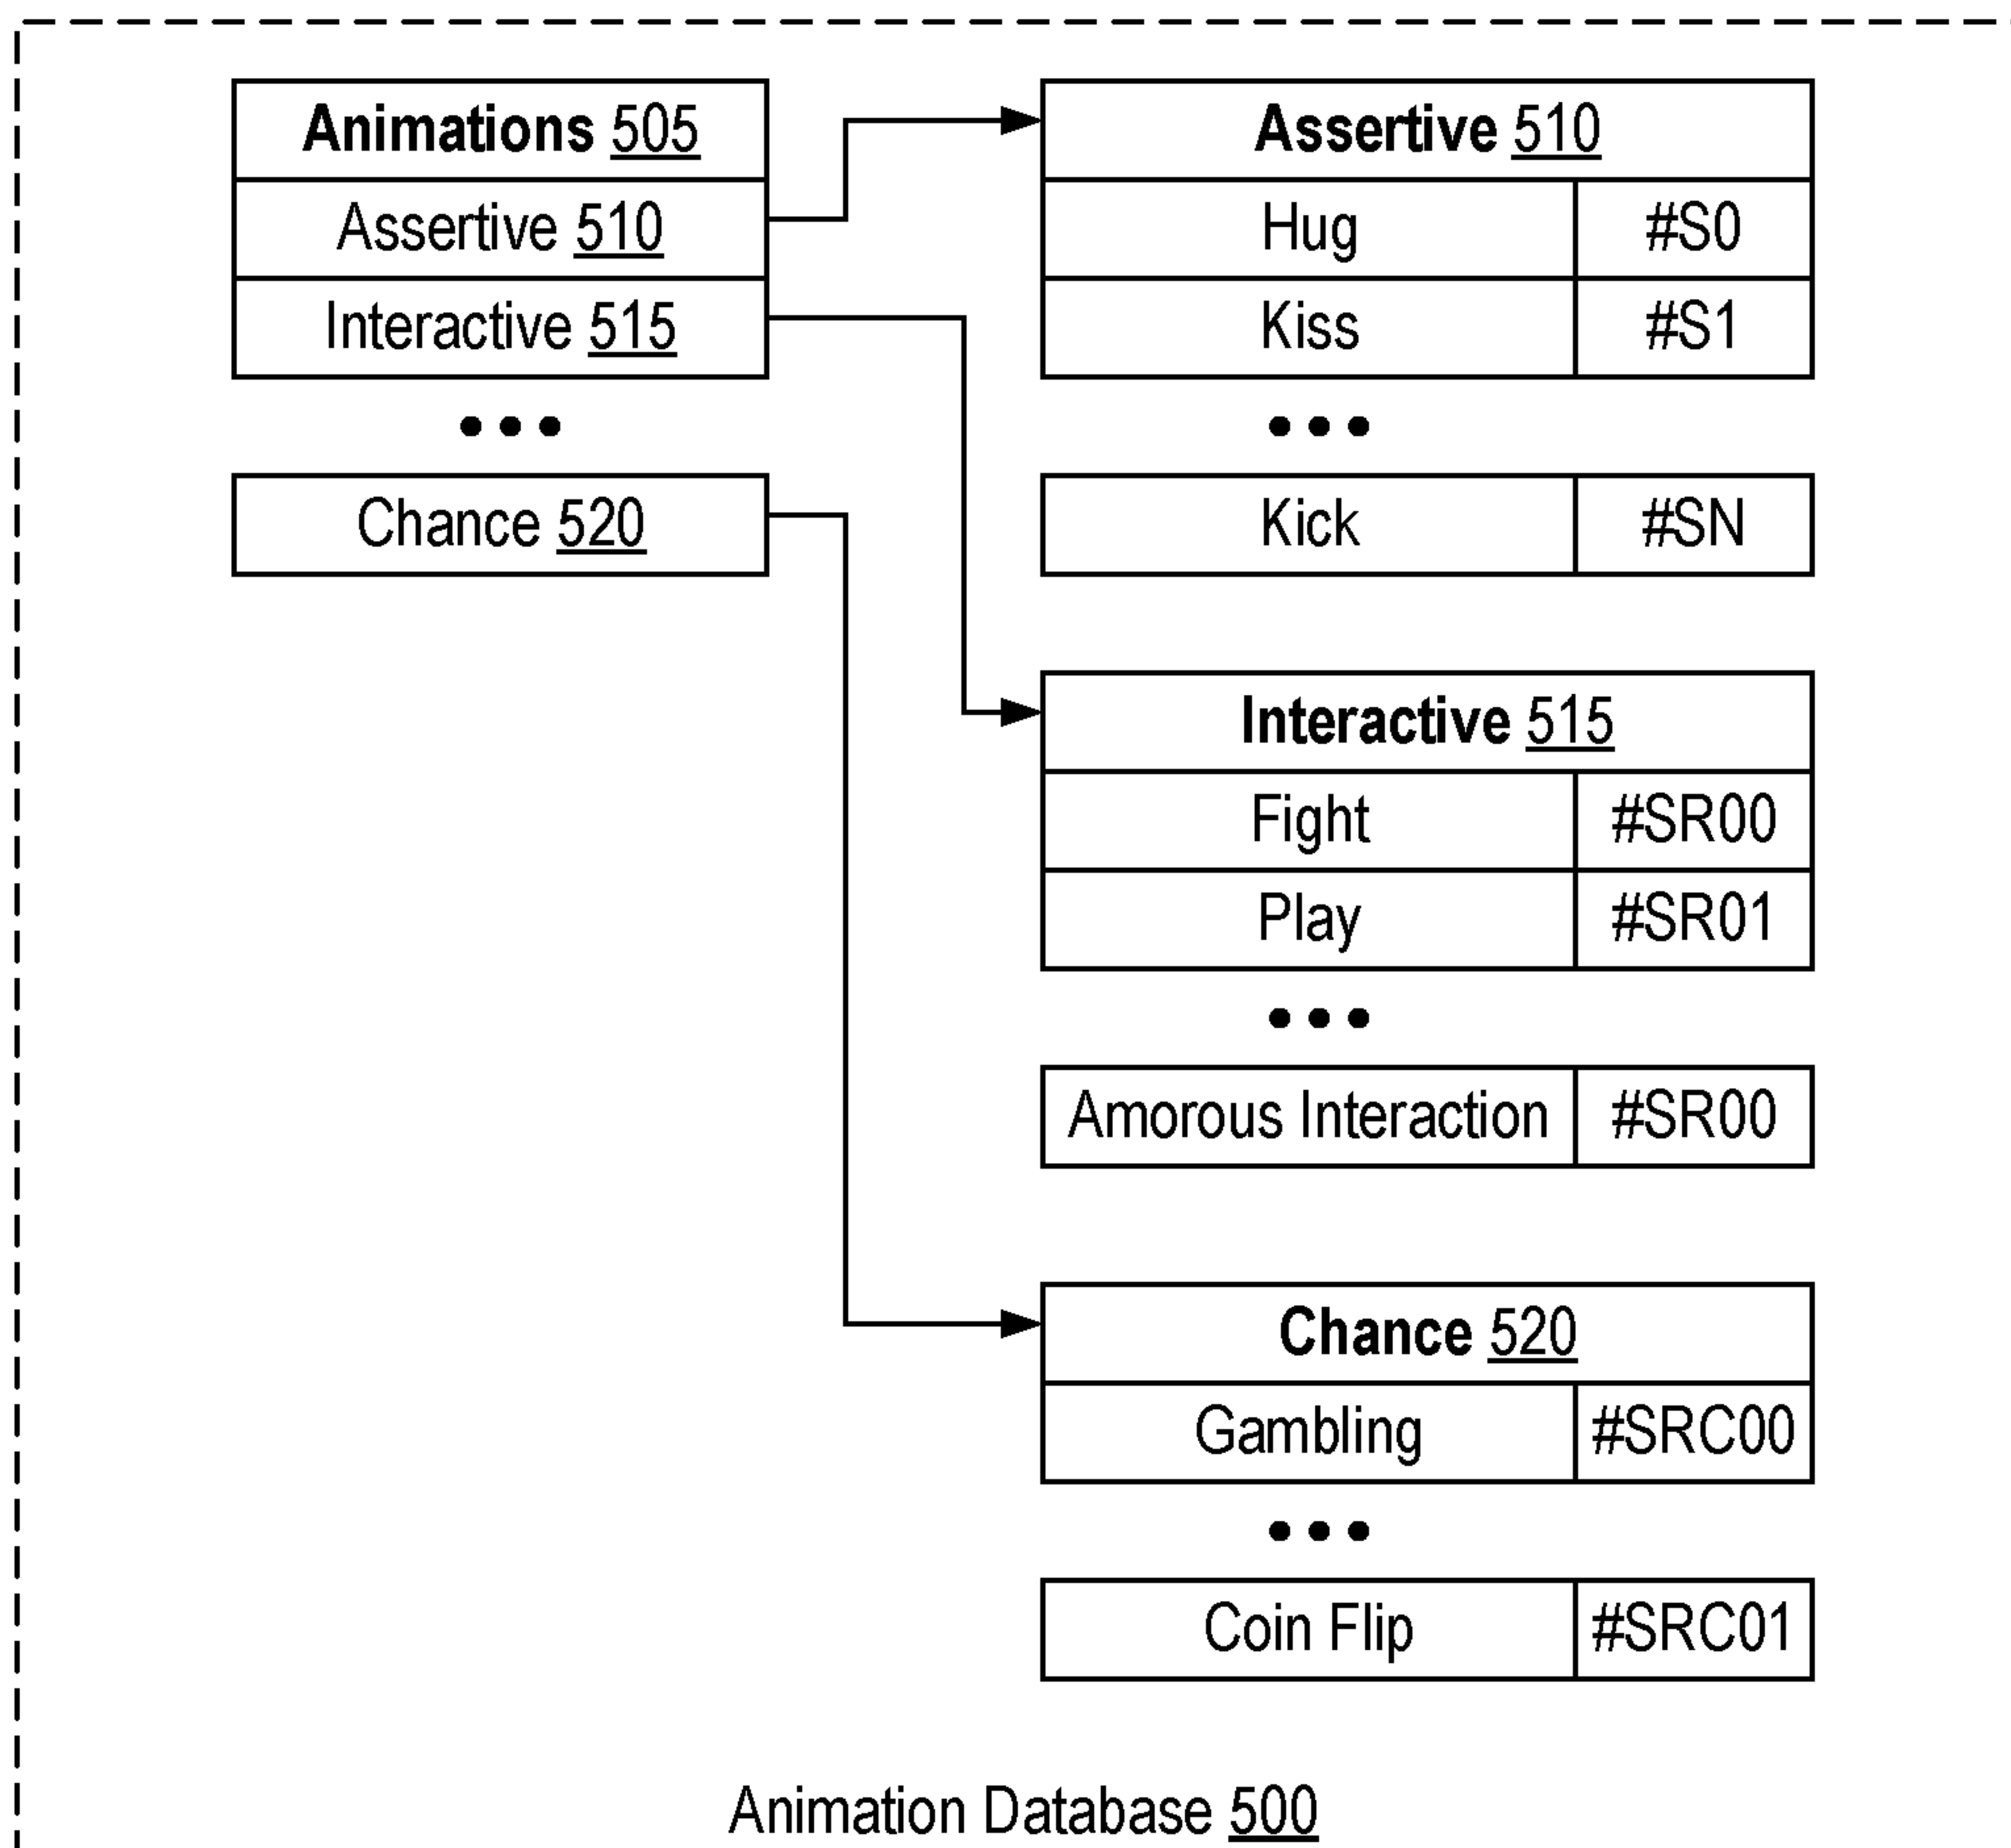 Animations 505
Assertive 510
Interactive 515
•••
Chance 520
Assertive 510
Hug #S0
Kiss #S1
•••
Kick #SN
Interactive 515
Fight #SR00
Play #SR01
•••
Amorous Interaction #SR00
Chance 520
Gambling #SRC00
•••
Coin Flip #SRC01
Animation Database 500